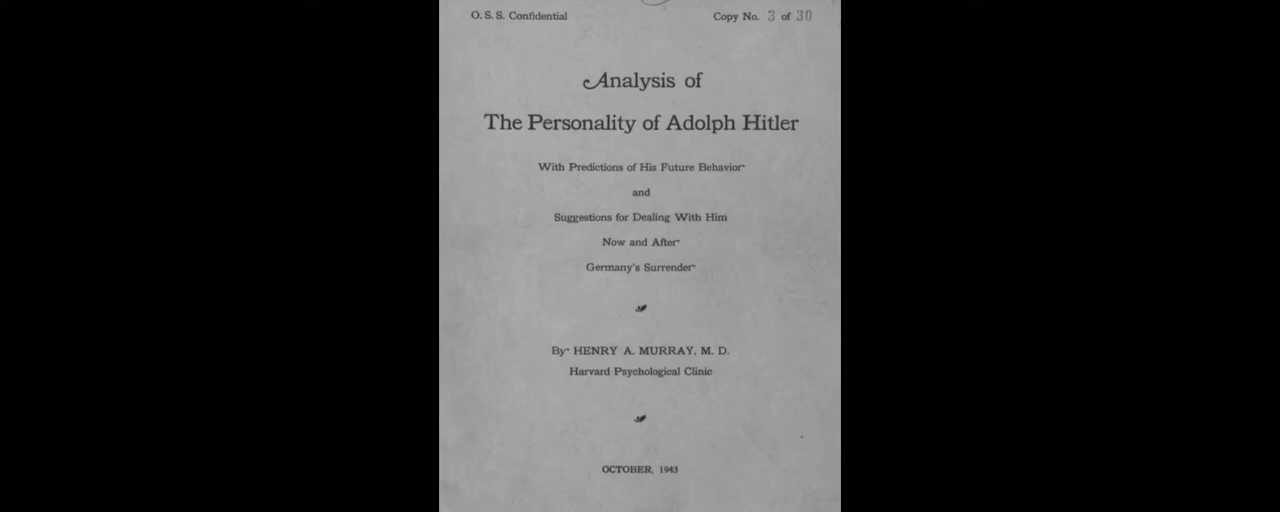 O. S. S. Confidential
Copy No. 3 of 30
Analysis of
The Personality of Adolph Hitler
With Predictions of His Future Behavior
and
Suggestions for Dealing With Him
Now and After
Germany's Surrender
By HENRY A. MURRAY, M. D.
Harvard Psychological Clinic
OCTOBER, 1943